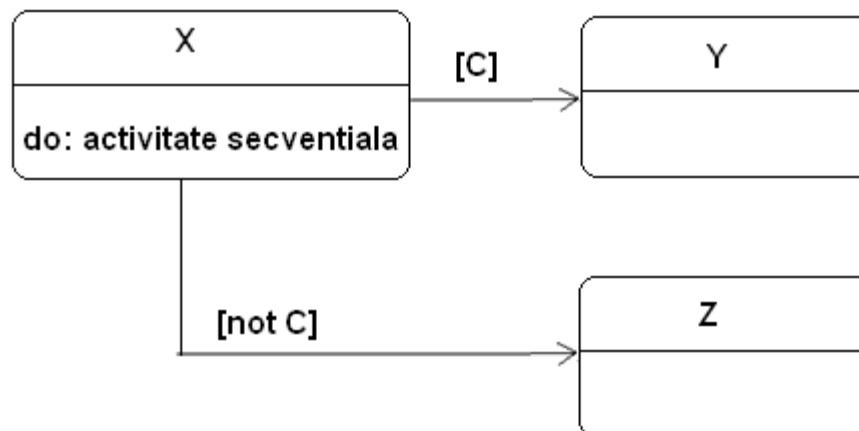 X
[C]
Y
do: activitate secventiala
[not C]
Z